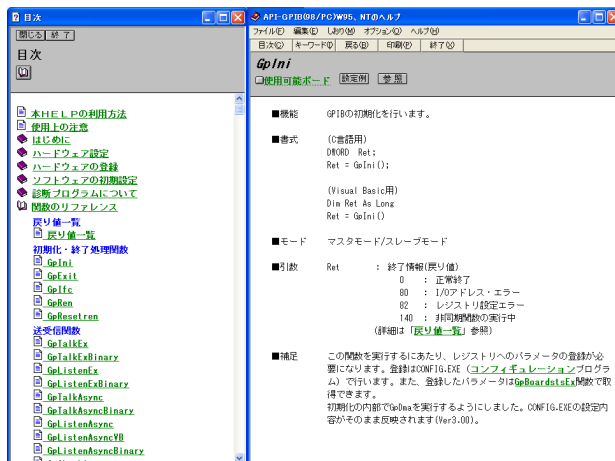 目次
閉じる 終了
目次
本HELPの利用方法
使用上の注意
はじめに
ハードウェア設定
ハードウェアの登録
ソフトウェアの初期設定
診断プログラムについて
関数のリファレンス
戻り値一覧
戻り値一覧
初期化・終了処理関数
GpIni
GpExit
GpIfc
GpRen
GpResetren
送受信関数
GpTalkEx
GpTalkExBinary
GpListenEx
GpListenExBinary
GpTalkAsync
GpTalkAsyncBinary
GpListenAsync
GpListenAsyncVB
GpListenAsyncBinary
API-GPIB(98/PC)W95, NTのヘルプ
ファイル(F) 編集(E) しおり(M) オプション(O) ヘルプ(H)
目次(C) キーワード(I) 戻る(B) 印刷(P) 終了(X)
GpIni
使用可能ボード 設定例 参照
■機能 GPIBの初期化を行います。
■書式 (C言語用)
DWORD Ret;
Ret = GpIni();
(Visual Basic用)
Dim Ret As Long
Ret = GpIni()
■モード マスタモード/スレーブモード
■引数 Ret : 終了情報(戻り値)
0 : 正常終了
80 : I/Oアドレス・エラー
82 : レジストリ設定エラー
140 : 非同期関数の実行中
(詳細は「戻り値一覧」参照)
■補足 この関数を実行するにあたり、レジストリへのパラメータの登録が必
要になります。登録はCONFIG.EXE（コンフィギュレーションプログラ
ム）で行います。また、登録したパラメータはGpBoardstsEx関数で取
得できます。
初期化の内部でGpDmaを実行するようにしました。CONFIG.EXEの設定内
容がそのまま反映されます(Ver3.00)。